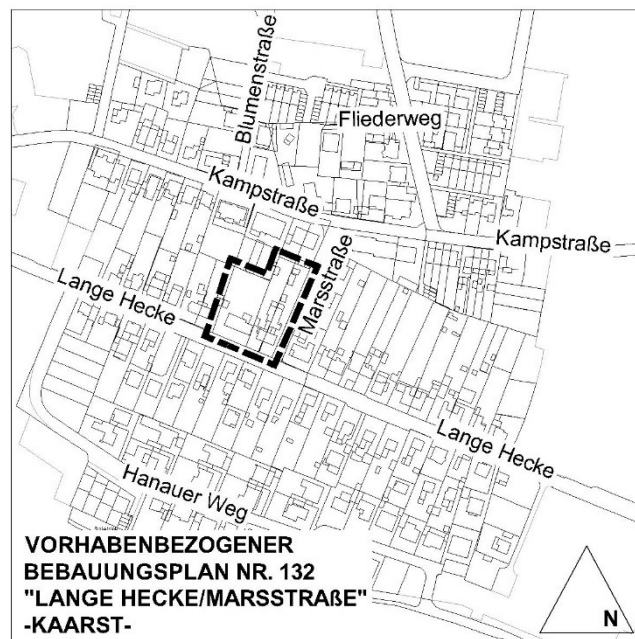 Blumenstraße
Fliederweg
Kampstraße
Kampstraße
Marsstraße
Lange Hecke
Lange Hecke
Hanauer Weg
VORHABENBEZOGENER
BEBAUUNGSPLAN NR. 132
"LANGE HECKE/MARSSTRAßE"
-KAARST-
N